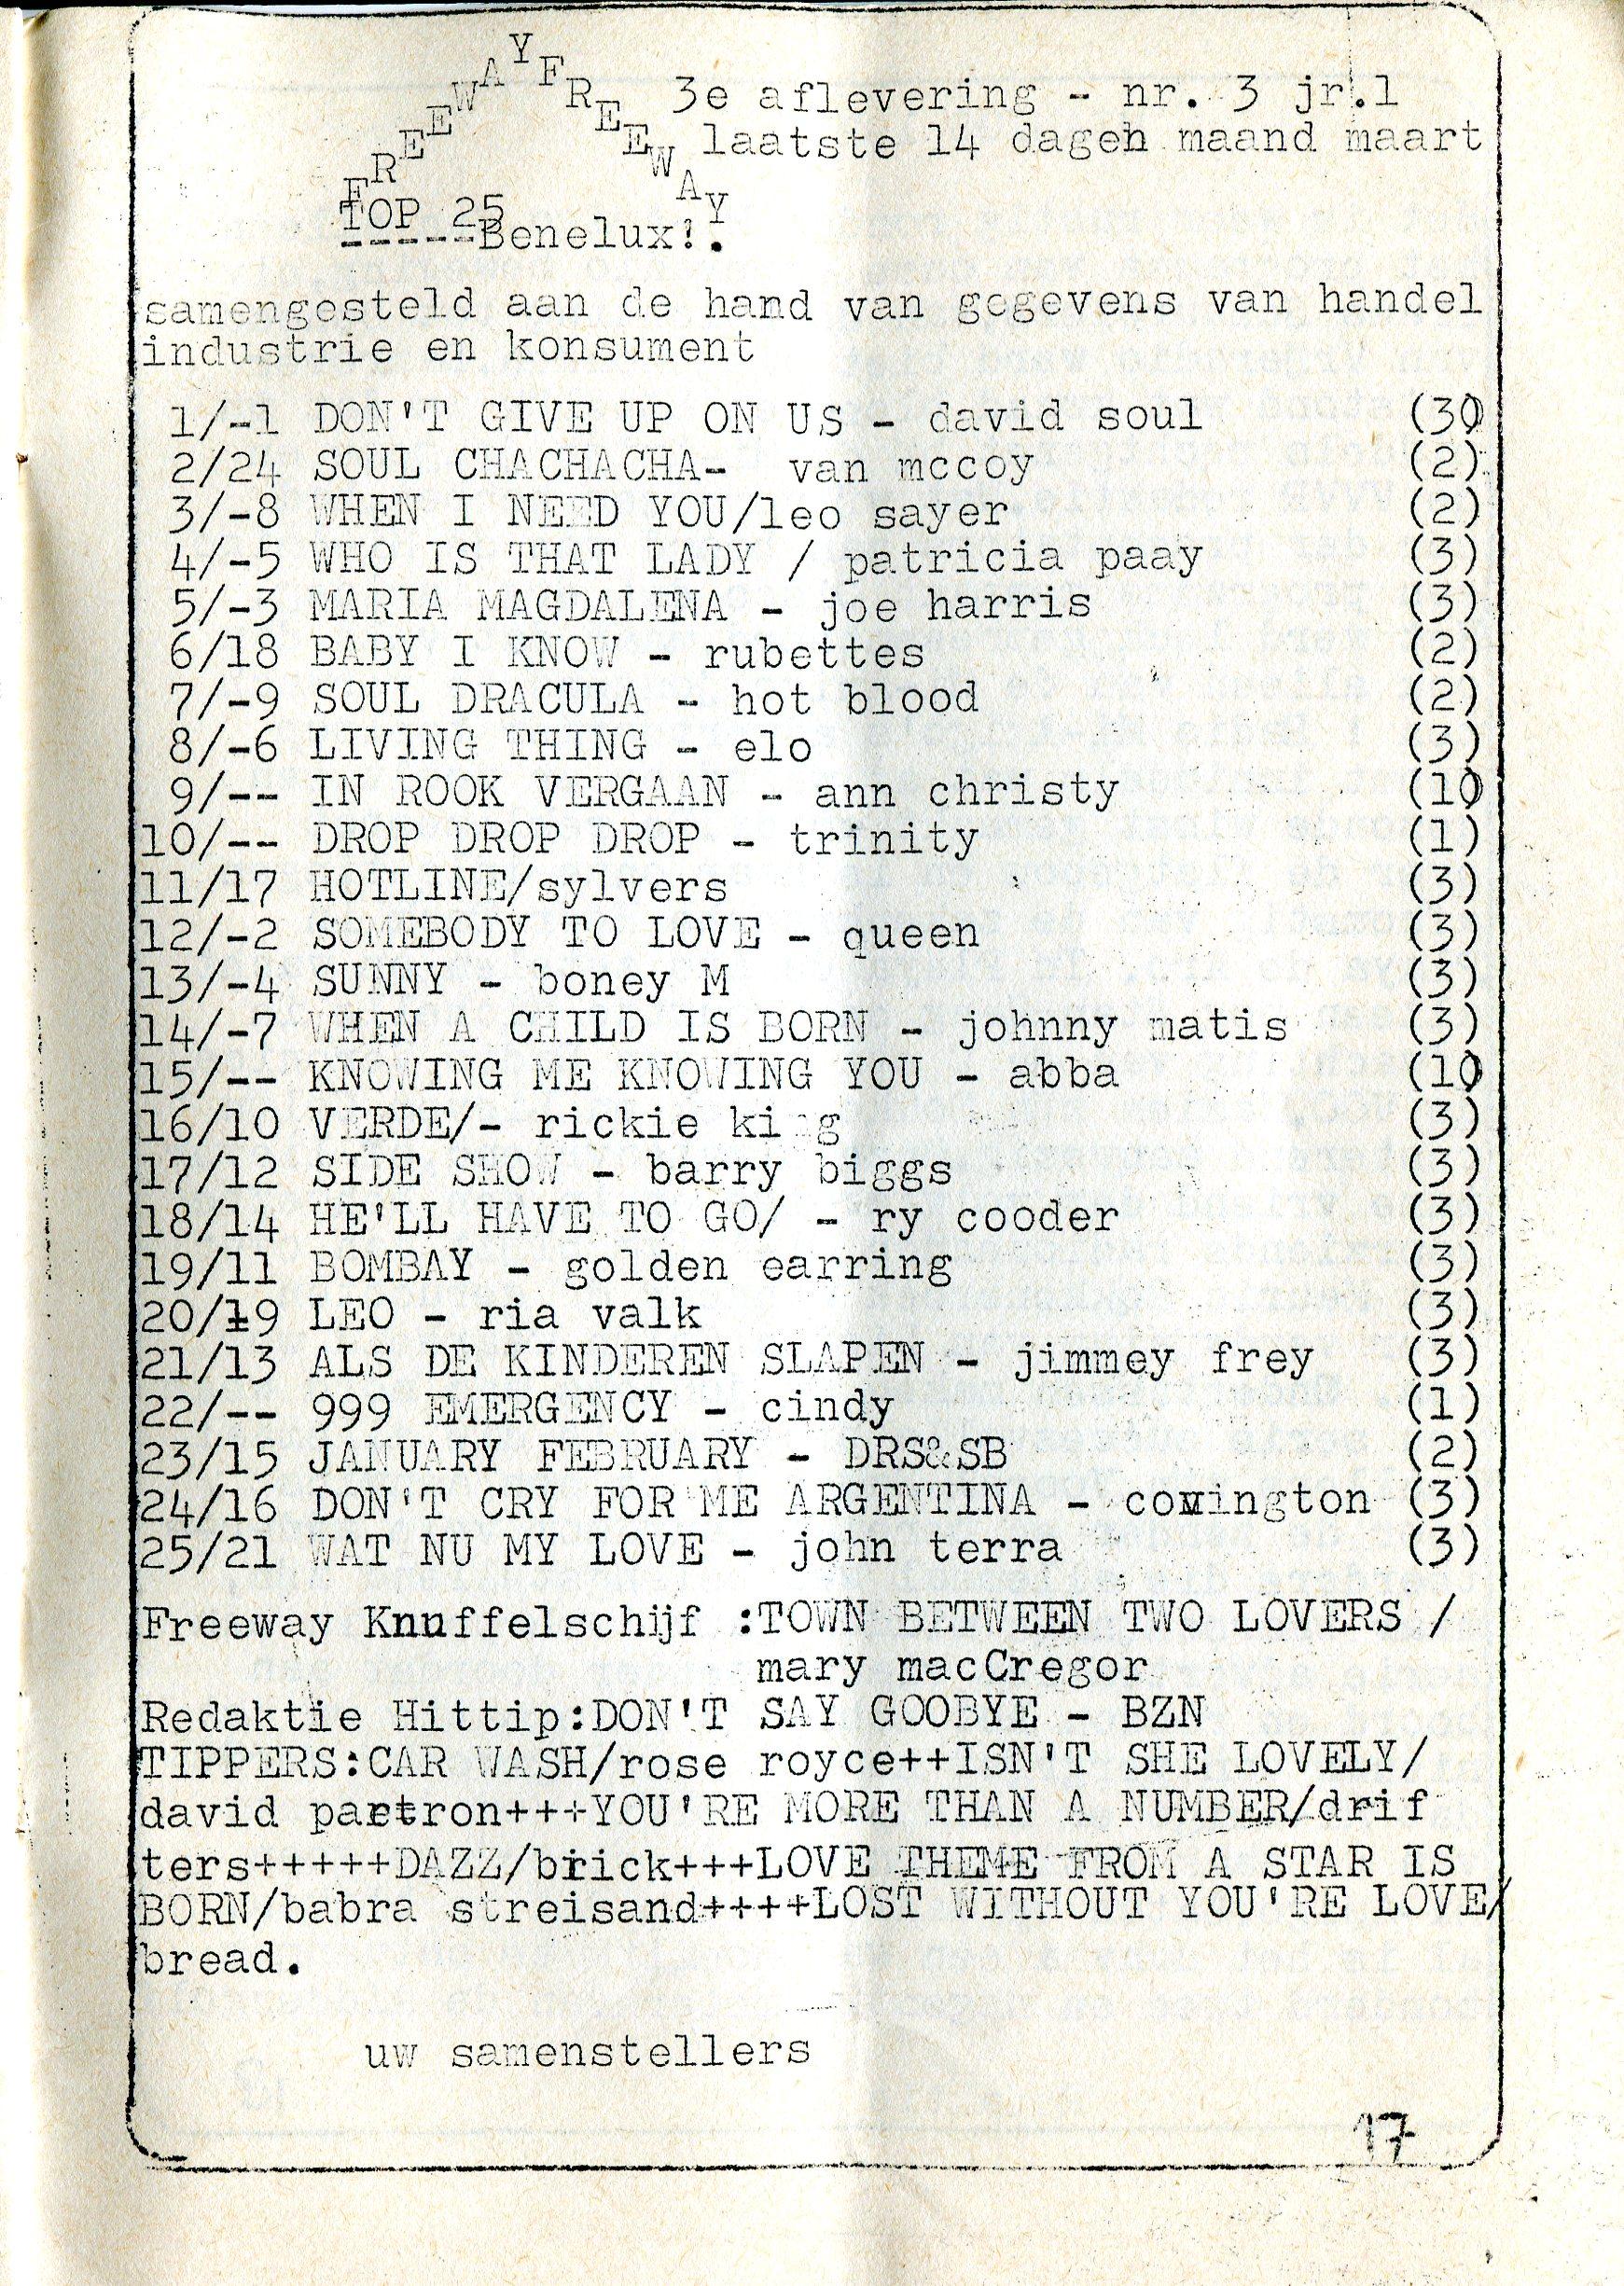 FREEWAYFREEWAY
3e aflevering - nr. 3 jr.1
laatste 14 dagen maand maart
TOP 25
-----Benelux!.
samengesteld aan de hand van gegevens van handel
industrie en konsument
1/-1 DON'T GIVE UP ON US - david soul (3)
2/24 SOUL CHACHACHA- van mccoy (2)
3/-8 WHEN I NEED YOU/leo sayer (2)
4/-5 WHO IS THAT LADY / patricia paay (3)
5/-3 MARIA MAGDALENA - joe harris (3)
6/18 BABY I KNOW - rubettes (2)
7/-9 SOUL DRACULA - hot blood (2)
8/-6 LIVING THING - elo (3)
9/-- IN ROOK VERGAAN - ann christy (1)
10/-- DROP DROP DROP - trinity (1)
11/17 HOTLINE/sylvers (3)
12/-2 SOMEBODY TO LOVE - queen (3)
13/-4 SUNNY - boney M (3)
14/-7 WHEN A CHILD IS BORN - johnny matis (3)
15/-- KNOWING ME KNOWING YOU - abba (1)
16/10 VERDE/- rickie king (3)
17/12 SIDE SHOW - barry biggs (3)
18/14 HE'LL HAVE TO GO/ - ry cooder (3)
19/11 BOMBAY - golden earring (3)
20/19 LEO - ria valk (3)
21/13 ALS DE KINDEREN SLAPEN - jimmey frey (3)
22/-- 999 EMERGENCY - cindy (1)
23/15 JANUARY FEBRUARY - DRS&SB (2)
24/16 DON'T CRY FOR ME ARGENTINA - covington (3)
25/21 WAT NU MY LOVE - john terra (3)
Freeway Knuffelschijf :TOWN BETWEEN TWO LOVERS /
mary macCregor
Redaktie Hittip:DON'T SAY GOOBYE - BZN
TIPPERS:CAR WASH/rose royce++ISN'T SHE LOVELY/
david partron+++YOU'RE MORE THAN A NUMBER/drif
ters+++++DAZZ/brick+++LOVE THEME FROM A STAR IS
BORN/babra streisand++++LOST WITHOUT YOU'RE LOVE/
bread.
uw samenstellers
17